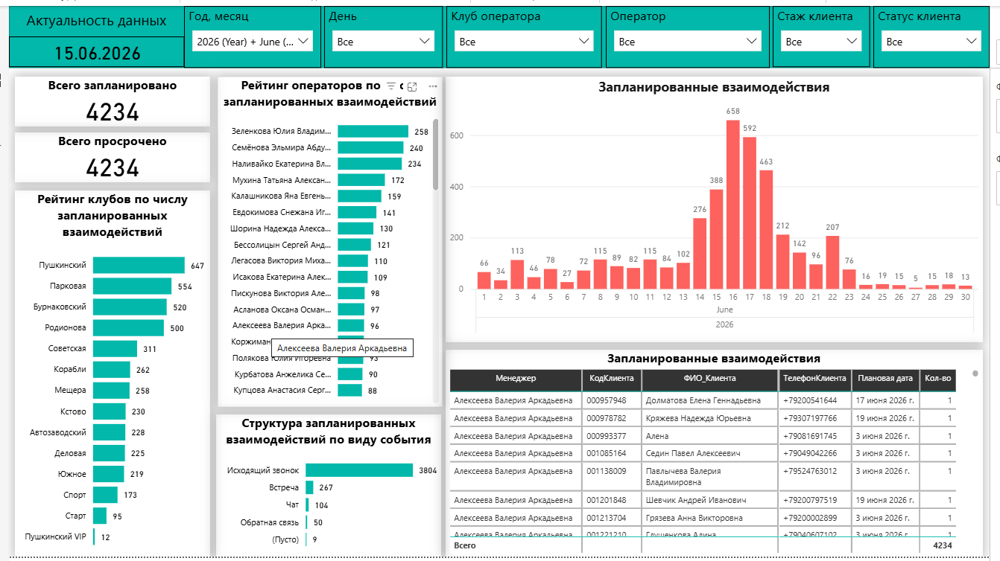 Актуальность данных
15.06.2026
Год, месяц
2026 (Year) + June (...
День
Все
Клуб оператора
Все
Оператор
Все
Стаж клиента
Все
Статус клиента
Все
Всего запланировано
4234
Всего просрочено
4234
Рейтинг клубов по числу
запланированных
взаимодействий
Пушкинский 647
Парковая 554
Бурнаковский 520
Родионова 500
Советская 311
Корабли 262
Мещера 258
Кстово 230
Автозаводский 228
Деловая 225
Южное 219
Спорт 173
Старт 95
Пушкинский VIP 12
Рейтинг операторов по
запланированных взаимодействий
Зеленкова Юлия Владим... 258
Семёнова Эльмира Абду... 240
Наливайко Екатерина Вл... 234
Мухина Татьяна Алексан... 172
Калашникова Яна Евгень... 159
Евдокимова Снежана Иг... 141
Шорина Надежда Алекса... 130
Бессолицын Сергей Анд... 121
Легасова Виктория Миха... 110
Исакова Екатерина Алек... 109
Пискунова Виктория Але... 98
Асланова Оксана Осман... 97
Алексеева Валерия Арка... 96
Коржиман
Алексеева Валерия Аркадьевна
Полякова Юлия Игоревна 93
Курбатова Анжелика Се... 90
Купцова Анастасия Серг... 88
Структура запланированных
взаимодействий по виду события
Исходящий звонок 3804
Встреча 267
Чат 104
Обратная связь 50
(Пусто) 9
Запланированные взаимодействия
600
400
200
0
66 34 113 46 78 27 72 115 89 82 115 84 102 276 388 658 592 463 212 142 96 207 76 16 19 15 5 15 18 13
1 2 3 4 5 6 7 8 9 10 11 12 13 14 15 16 17 18 19 20 21 22 23 24 25 26 27 28 29 30
June
2026
Запланированные взаимодействия
Менеджер КодКлиента ФИО_Клиента ТелефонКлиента Плановая дата Кол-во
Алексеева Валерия Аркадьевна 000957948 Долматова Елена Геннадьевна +79200541644 17 июня 2026 г. 1
Алексеева Валерия Аркадьевна 000978782 Кряжева Надежда Юрьевна +79307197766 19 июня 2026 г. 1
Алексеева Валерия Аркадьевна 000993377 Алена +79081691745 3 июня 2026 г. 1
Алексеева Валерия Аркадьевна 001085164 Седин Павел Алексеевич +79049042266 3 июня 2026 г. 1
Алексеева Валерия Аркадьевна 001138009 Павлычева Валерия +79524763012 3 июня 2026 г. 1
Владимировна
Алексеева Валерия Аркадьевна 001201848 Шевчик Андрей Иванович +79200797519 19 июня 2026 г. 1
Алексеева Валерия Аркадьевна 001213704 Грязева Анна Викторовна +79200002899 3 июня 2026 г. 1
Алексеева Валерия Аркадьевна 001221210 Глущенкова Алина +79040607102 3 июня 2026 г. 1
Всего 4234